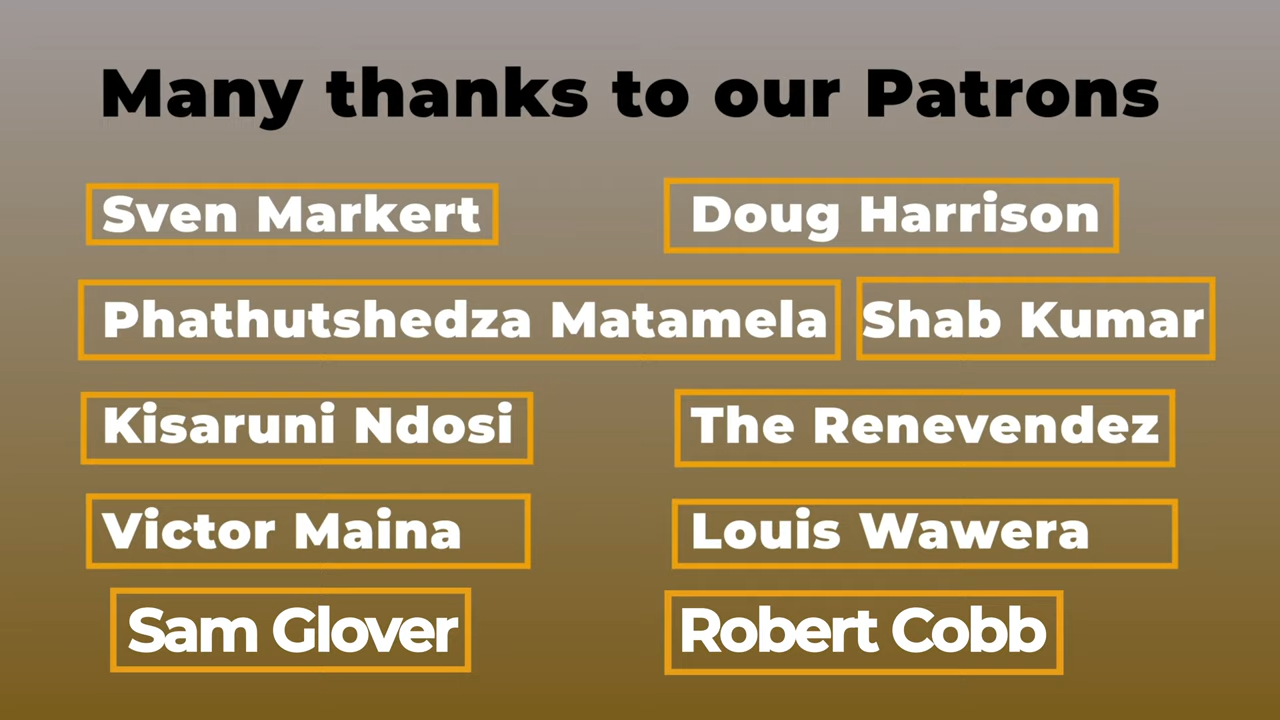 Many thanks to our Patrons
Sven Markert
Doug Harrison
Phathutshedza Matamela
Shab Kumar
Kisaruni Ndosi
The Renevendez
Victor Maina
Louis Wawera
Sam Glover
Robert Cobb